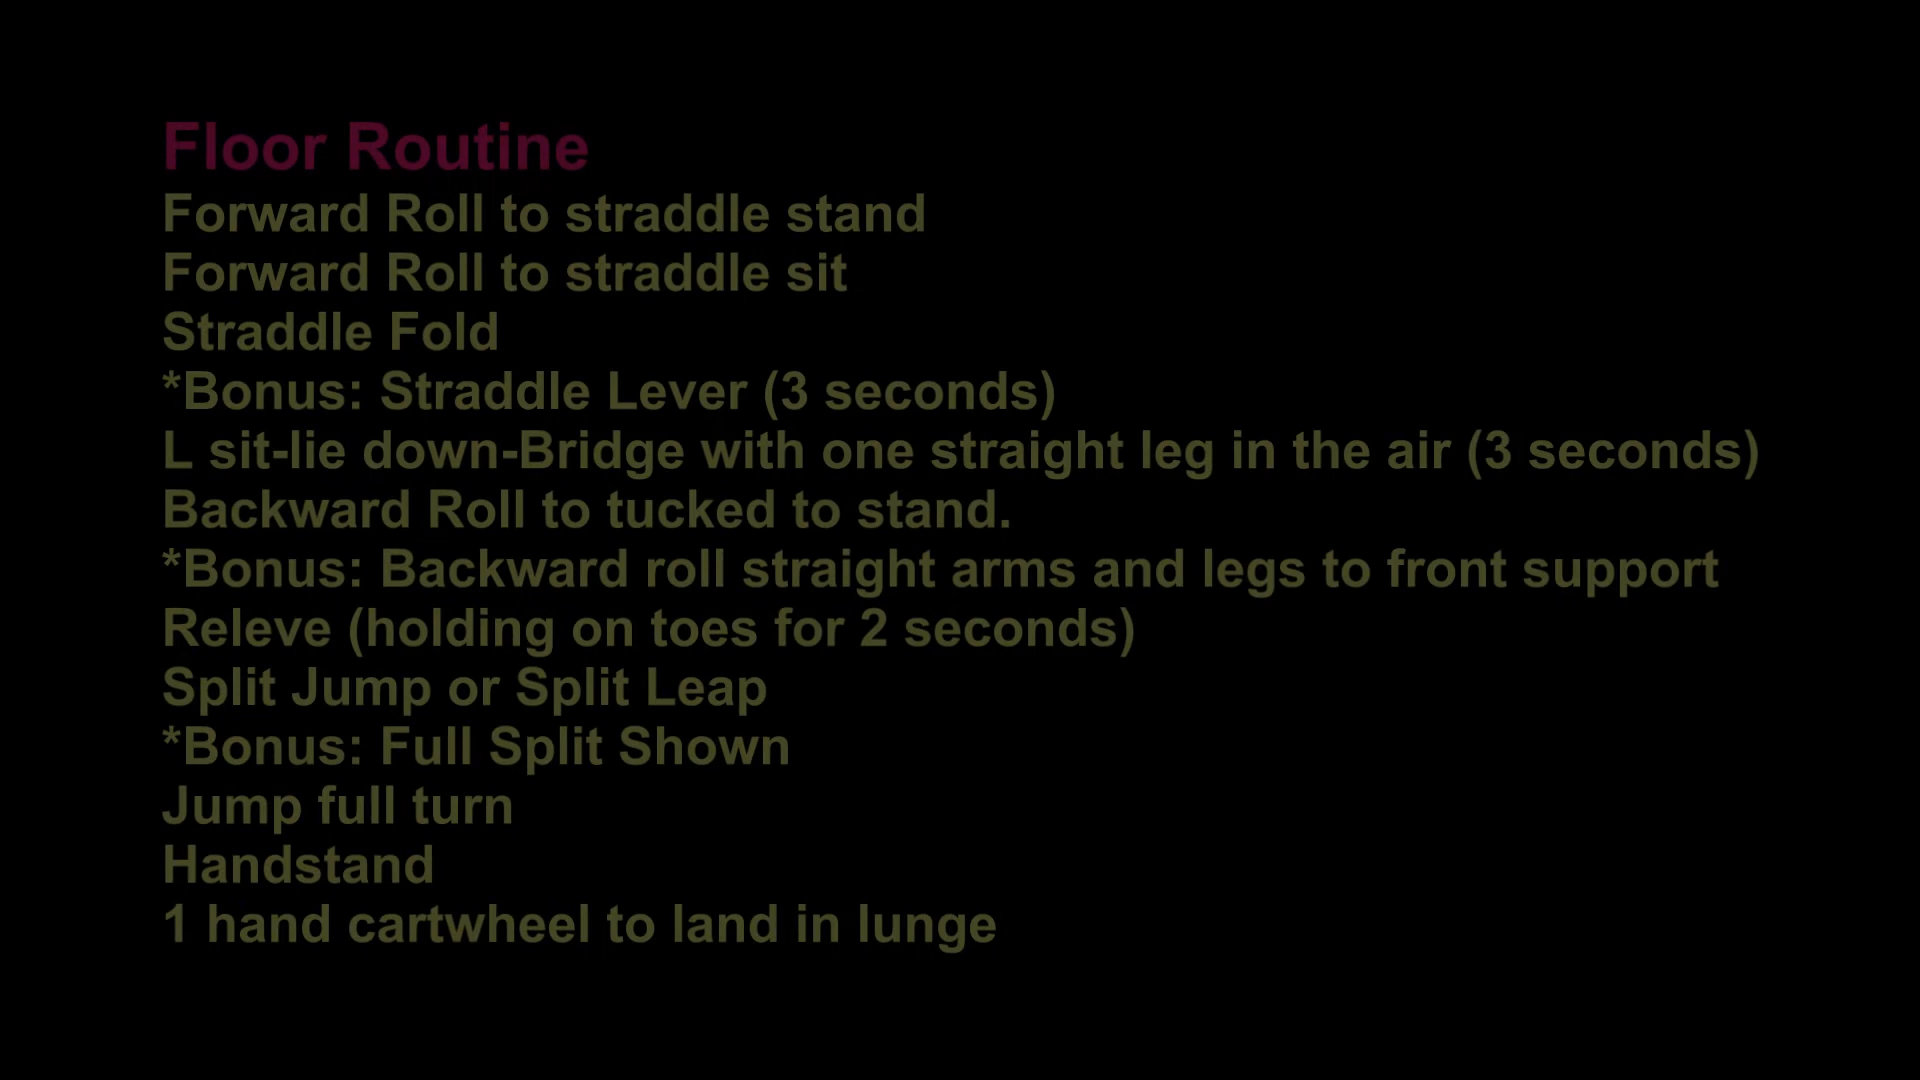 Floor Routine
Forward Roll to straddle stand
Forward Roll to straddle sit
Straddle Fold
*Bonus: Straddle Lever (3 seconds)
L sit-lie down-Bridge with one straight leg in the air (3 seconds)
Backward Roll to tucked to stand.
*Bonus: Backward roll straight arms and legs to front support
Releve (holding on toes for 2 seconds)
Split Jump or Split Leap
*Bonus: Full Split Shown
Jump full turn
Handstand
1 hand cartwheel to land in lunge